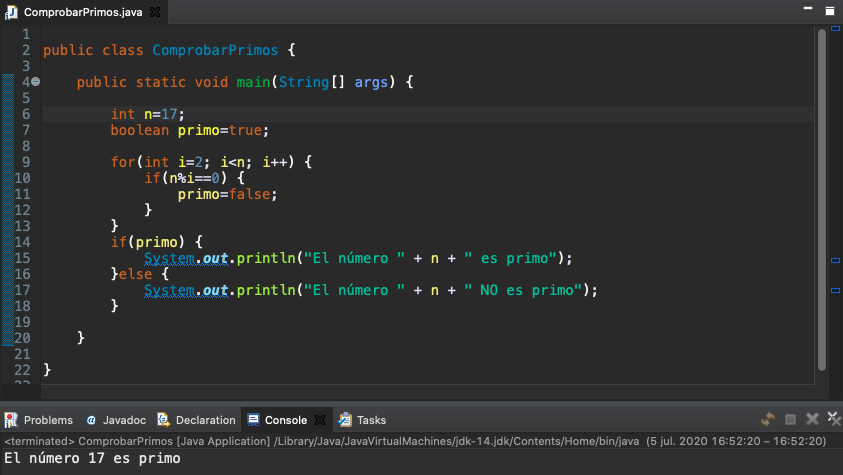 ComprobarPrimos.java
1
2 public class ComprobarPrimos {
3
4 public static void main(String[] args) {
5
6 int n=17;
7 boolean primo=true;
8
9 for(int i=2; i<n; i++) {
10 if(n%i==0) {
11 primo=false;
12 }
13 }
14 if(primo) {
15 System.out.println("El número " + n + " es primo");
16 }else {
17 System.out.println("El número " + n + " NO es primo");
18 }
19
20 }
21
22 }
23
Problems Javadoc Declaration Console Tasks
<terminated> ComprobarPrimos [Java Application] /Library/Java/JavaVirtualMachines/jdk-14.jdk/Contents/Home/bin/java (5 jul. 2020 16:52:20 – 16:52:20)
El número 17 es primo